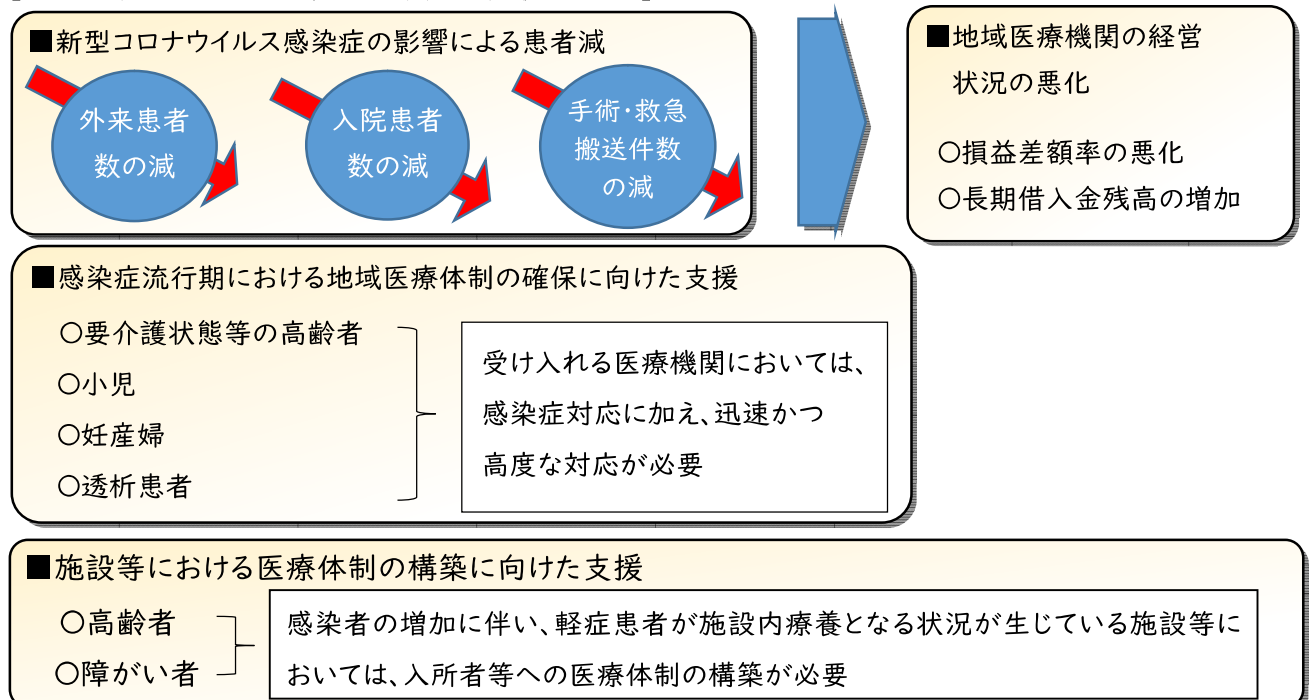 ■新型コロナウイルス感染症の影響による患者減
外来患者
数の減
入院患者
数の減
手術・救急
搬送件数
の減
■地域医療機関の経営
状況の悪化
○損益差額率の悪化
○長期借入金残高の増加
■感染症流行期における地域医療体制の確保に向けた支援
○要介護状態等の高齢者
○小児
○妊産婦
○透析患者
受け入れる医療機関においては、
感染症対応に加え、迅速かつ
高度な対応が必要
■施設等における医療体制の構築に向けた支援
○高齢者
○障がい者
感染者の増加に伴い、軽症患者が施設内療養となる状況が生じている施設等に
おいては、入所者等への医療体制の構築が必要